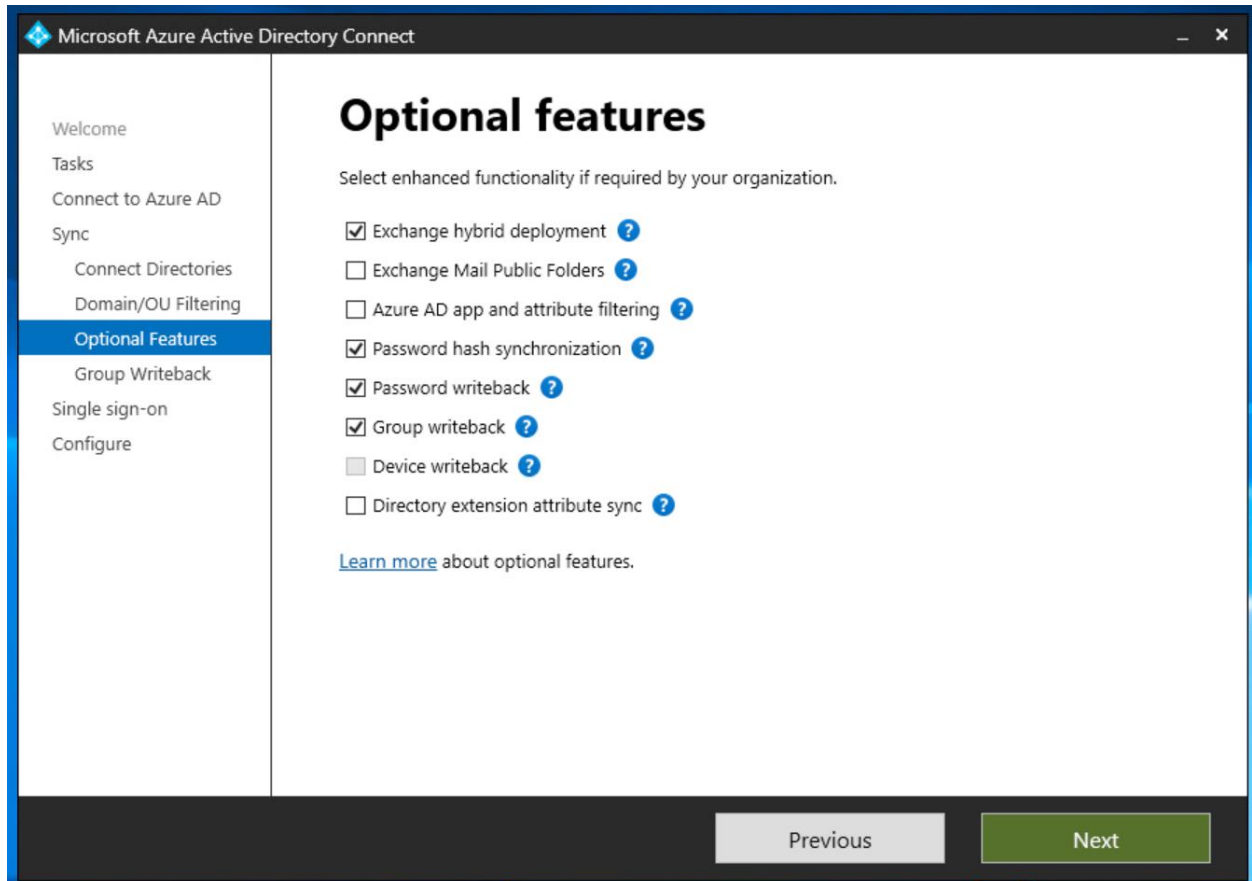 Microsoft Azure Active Directory Connect
Welcome
Tasks
Connect to Azure AD
Sync
Connect Directories
Domain/OU Filtering
Optional Features
Group Writeback
Single sign-on
Configure
Optional features
Select enhanced functionality if required by your organization.
Exchange hybrid deployment ?
Exchange Mail Public Folders ?
Azure AD app and attribute filtering ?
Password hash synchronization ?
Password writeback ?
Group writeback ?
Device writeback ?
Directory extension attribute sync ?
Learn more about optional features.
Previous
Next